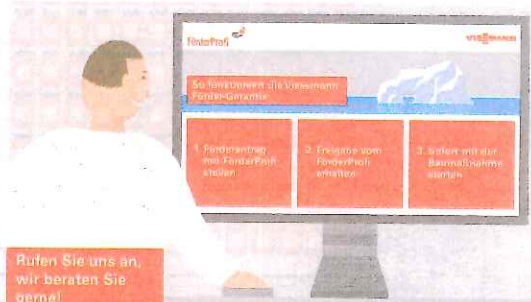 FörderProfi
VIESSMANN
So funktioniert die Viessmann
Förder-Garantie
1. Förderantrag
mit FörderProfi
stellen
2. Freigabe vom
FörderProfi
erhalten
3. Sofort mit der
Baumaßnahme
starten
Rufen Sie uns an,
wir beraten Sie
gerne!